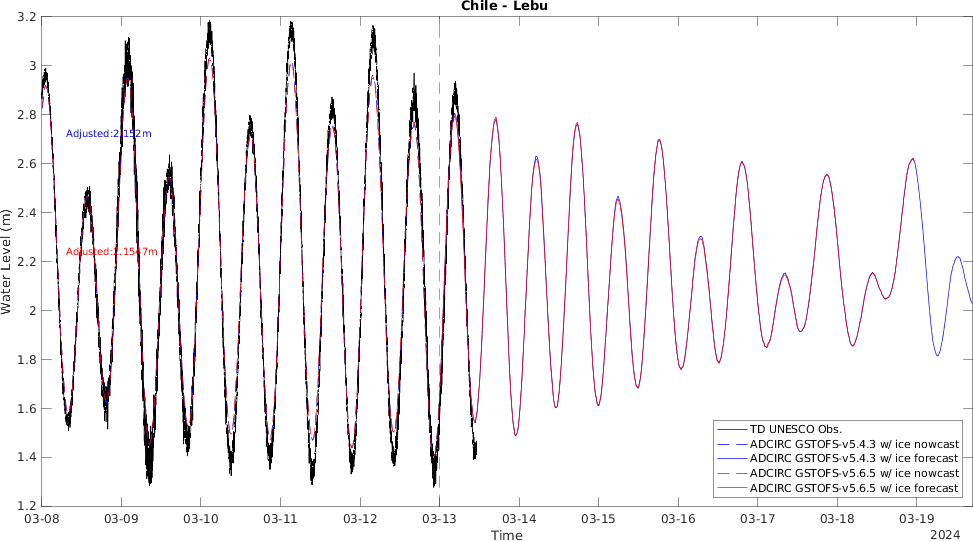 Chile - Lebu
3.2
3
2.8
2.6
2.4
2.2
2
1.8
1.6
1.4
1.2
Water Level (m)
Adjusted:2.152m
Adjusted:2.1547m
TD UNESCO Obs.
ADCIRC GSTOFS-v5.4.3 w/ ice nowcast
ADCIRC GSTOFS-v5.4.3 w/ ice forecast
ADCIRC GSTOFS-v5.6.5 w/ ice nowcast
ADCIRC GSTOFS-v5.6.5 w/ ice forecast
03-08 03-09 03-10 03-11 03-12 03-13 03-14 03-15 03-16 03-17 03-18 03-19
Time
2024